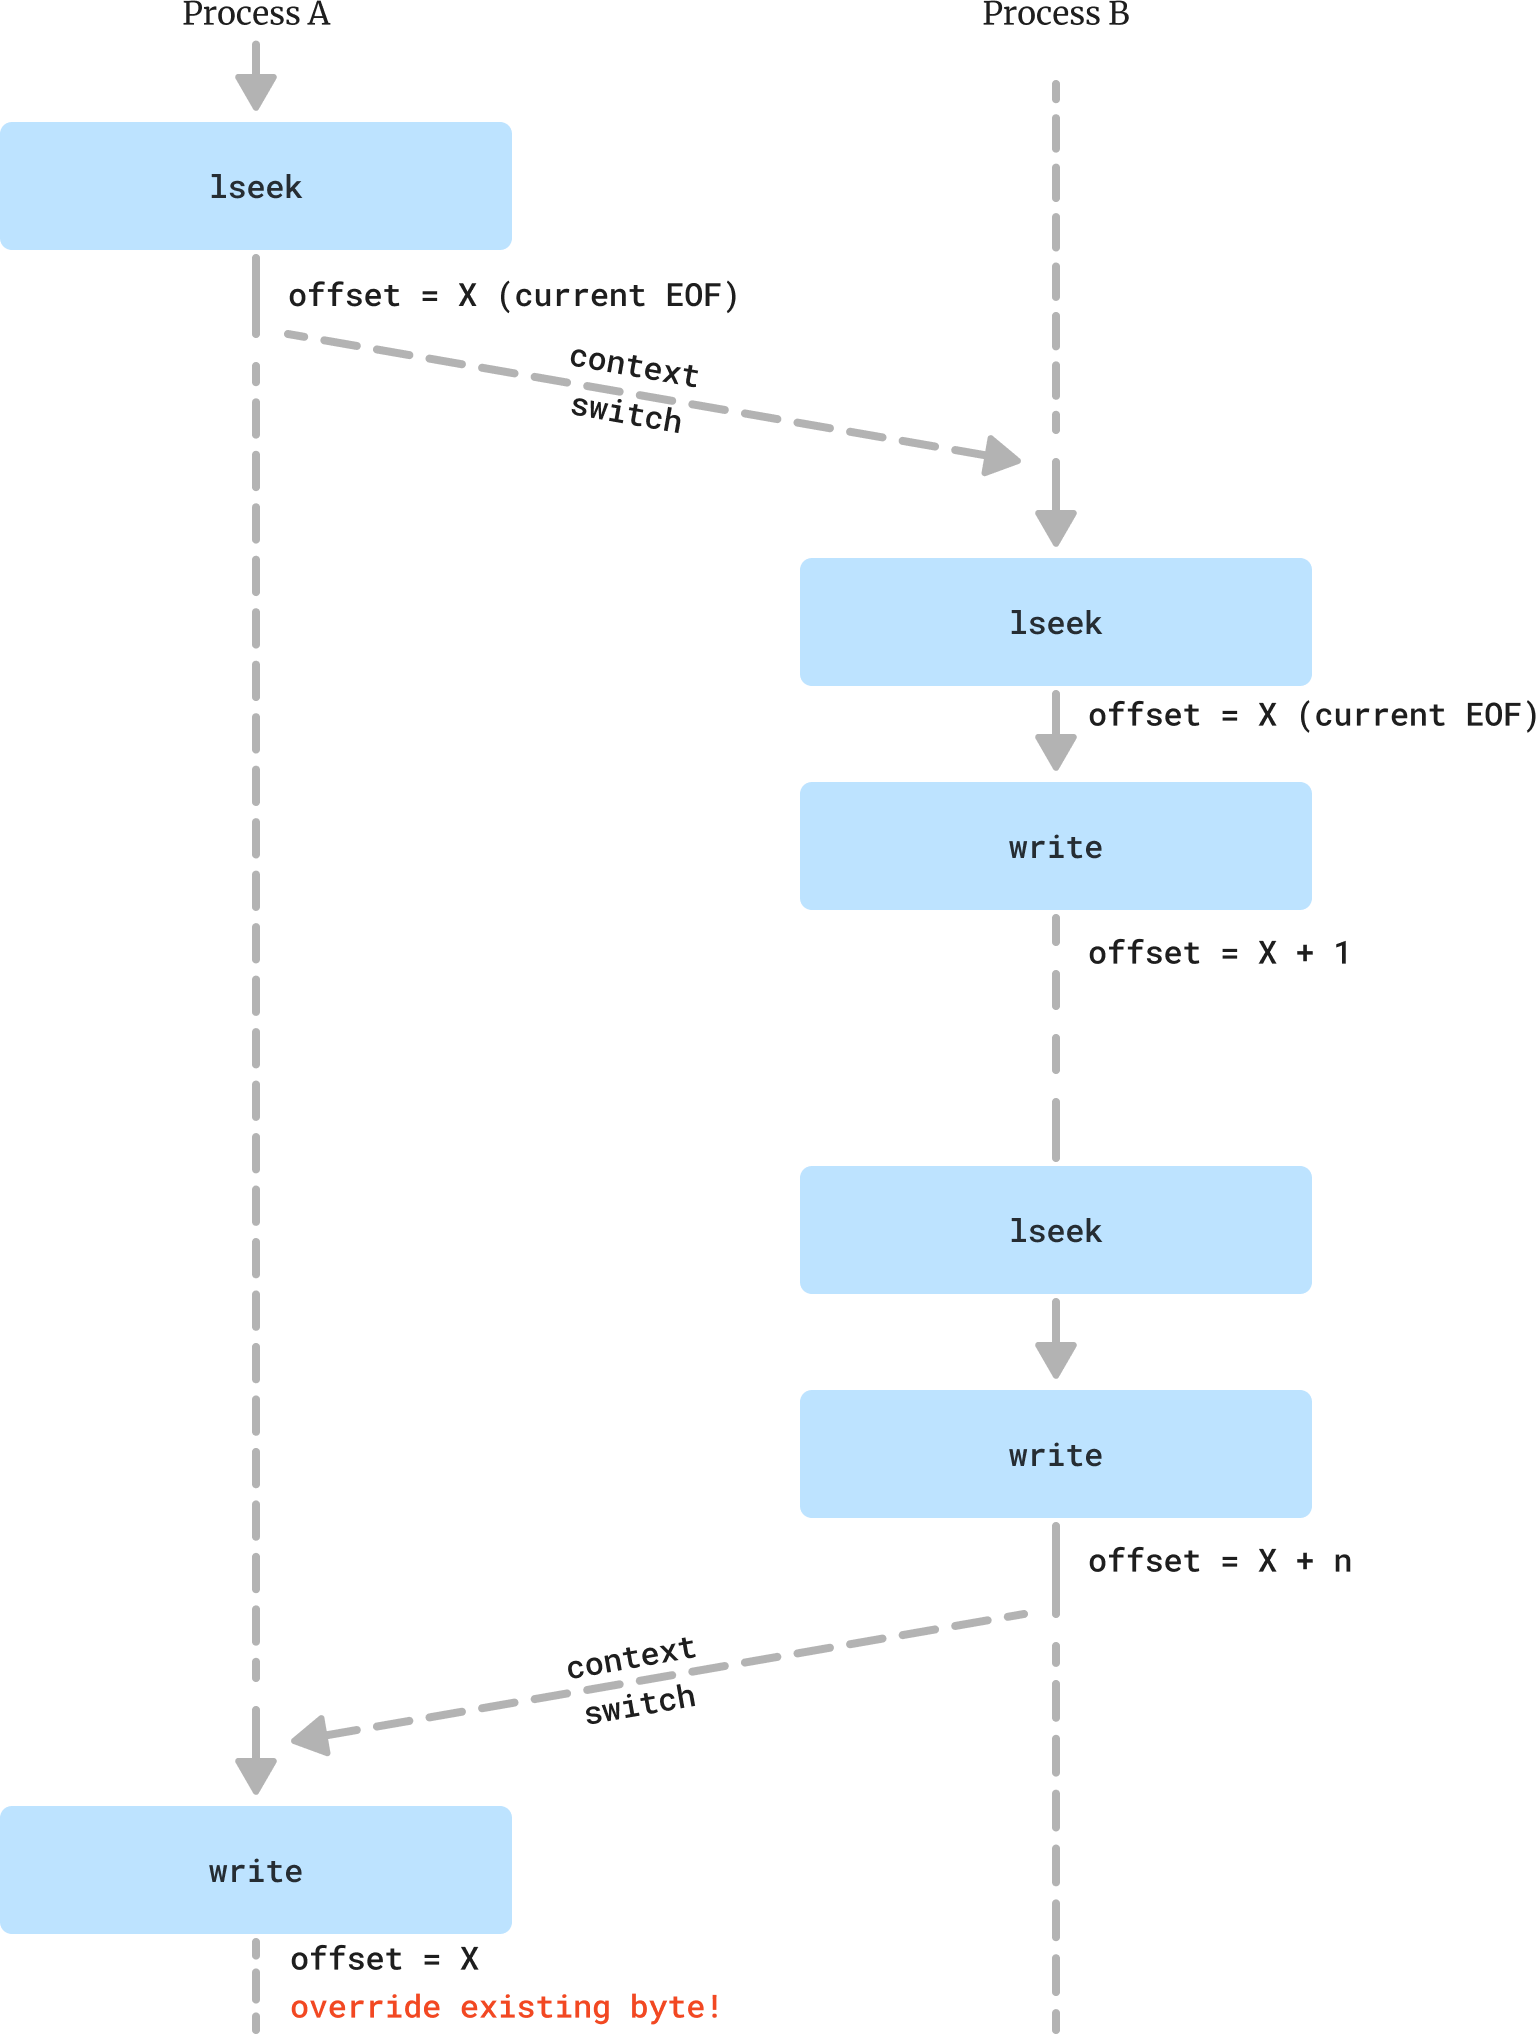 Process A
Process B
lseek
offset = X (current EOF)
context
switch
lseek
offset = X (current EOF)
write
offset = X + 1
lseek
write
offset = X + n
context
switch
write
offset = X
override existing byte!